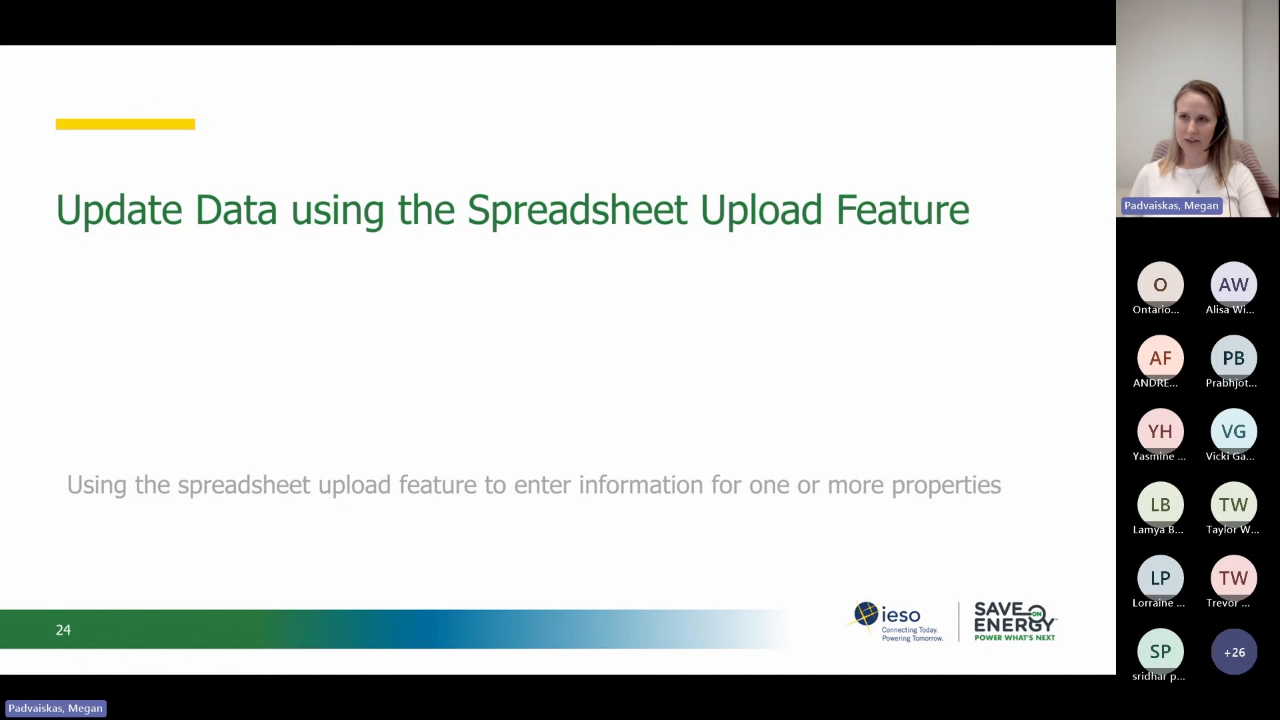 Update Data using the Spreadsheet Upload Feature
Using the spreadsheet upload feature to enter information for one or more properties
24
ieso
Connecting Today.
Powering Tomorrow.
SAVE ON
ENERGY
POWER WHAT'S NEXT
Padvaiskas, Megan
O AW
Ontario... Alisa Wi...
AF PB
ANDRE... Prabhjot...
YH VG
Yasmine ... Vicki Ga...
LB TW
Lamya B... Taylor W...
LP TW
Lorraine ... Trevor ...
SP +26
sridhar p...
Padvaiskas, Megan